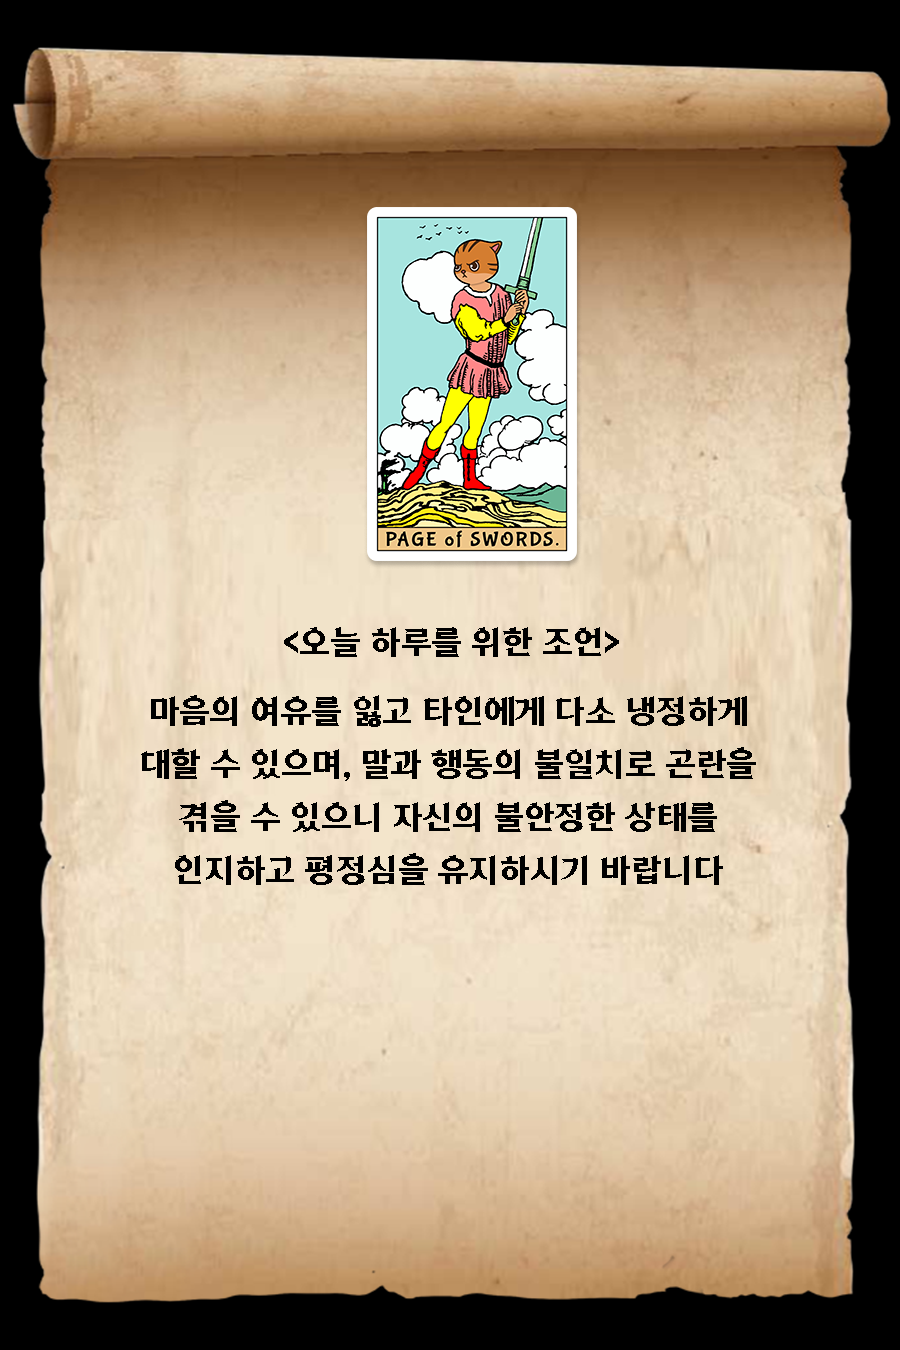 PAGE of SWORDS.
<오늘 하루를 위한 조언>
마음의 여유를 잃고 타인에게 다소 냉정하게
대할 수 있으며, 말과 행동의 불일치로 곤란을
겪을 수 있으니 자신의 불안정한 상태를
인지하고 평정심을 유지하시기 바랍니다